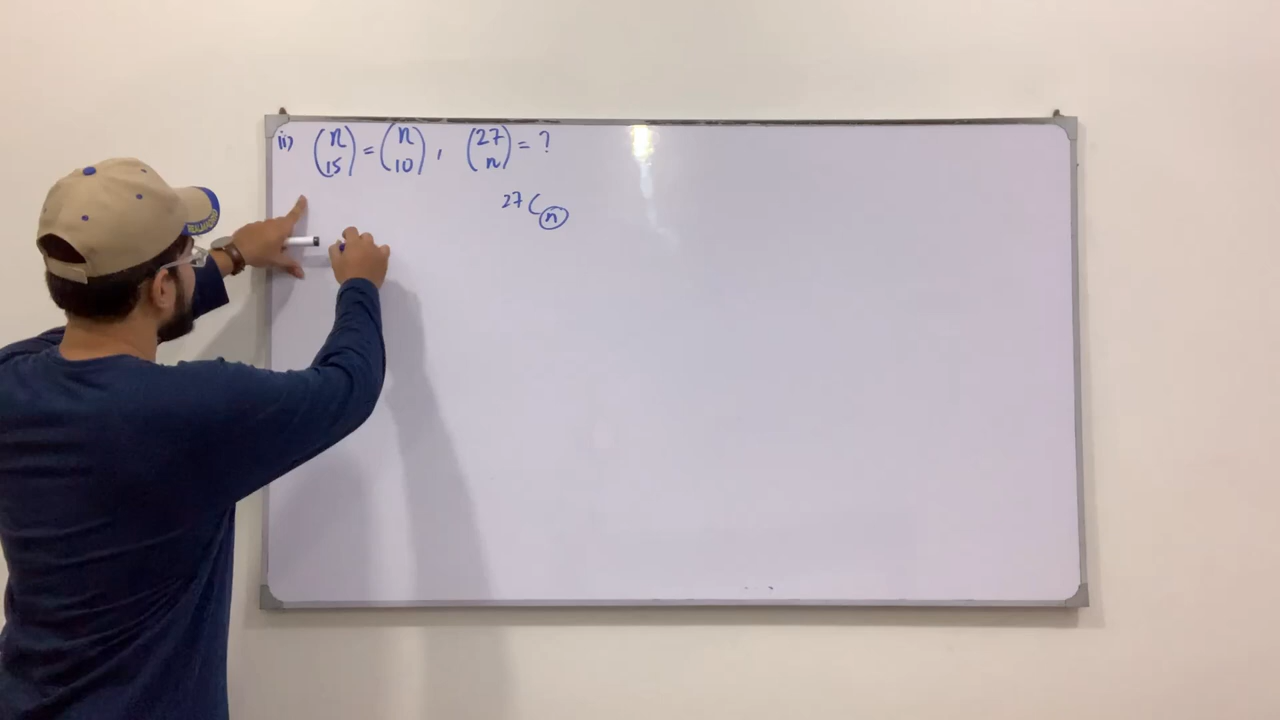 ii) (n 15) = (n 10) , (27 n) = ?
27 C n